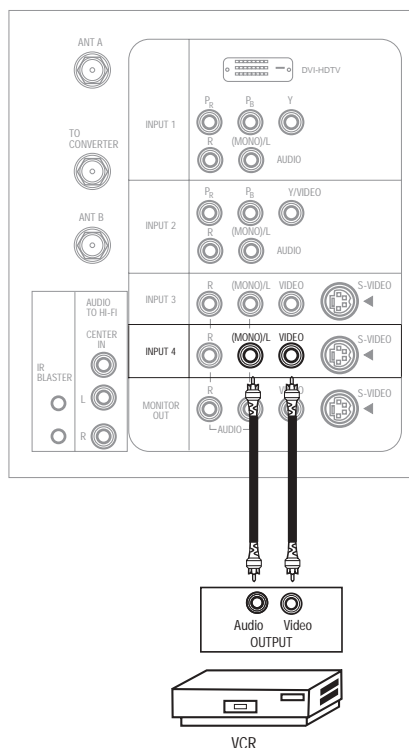 ANT A
DVI-HDTV
PR PB Y
INPUT 1
R (MONO)/L
AUDIO
TO
CONVERTER
PR PB Y/VIDEO
ANT B
INPUT 2
R (MONO)/L
AUDIO
INPUT 3
R (MONO)/L VIDEO S-VIDEO
AUDIO
TO HI-FI
CENTER
IN
INPUT 4
(MONO)/L VIDEO S-VIDEO
IR
BLASTER
L
R
MONITOR
OUT
R VIDEO S-VIDEO
AUDIO
Audio Video
OUTPUT
VCR